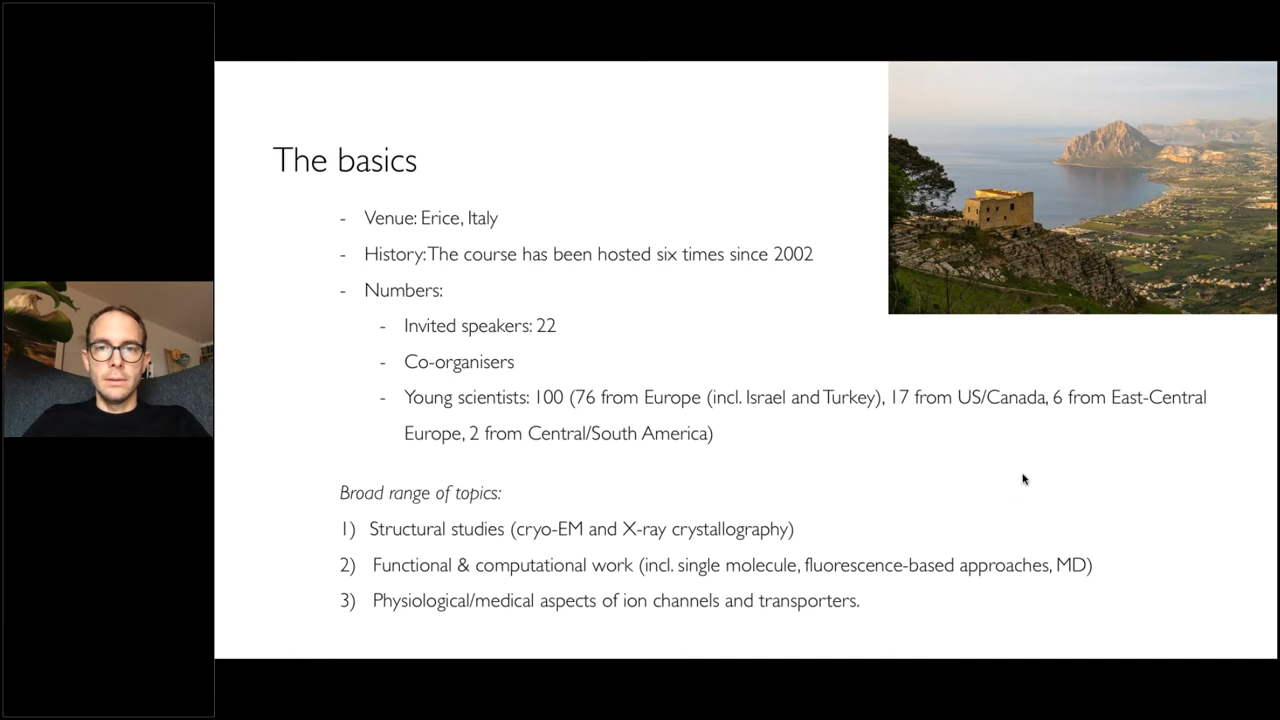 The basics
- Venue: Erice, Italy
- History: The course has been hosted six times since 2002
- Numbers:
- Invited speakers: 22
- Co-organisers
- Young scientists: 100 (76 from Europe (incl. Israel and Turkey), 17 from US/Canada, 6 from East-Central
Europe, 2 from Central/South America)
Broad range of topics:
1) Structural studies (cryo-EM and X-ray crystallography)
2) Functional & computational work (incl. single molecule, fluorescence-based approaches, MD)
3) Physiological/medical aspects of ion channels and transporters.